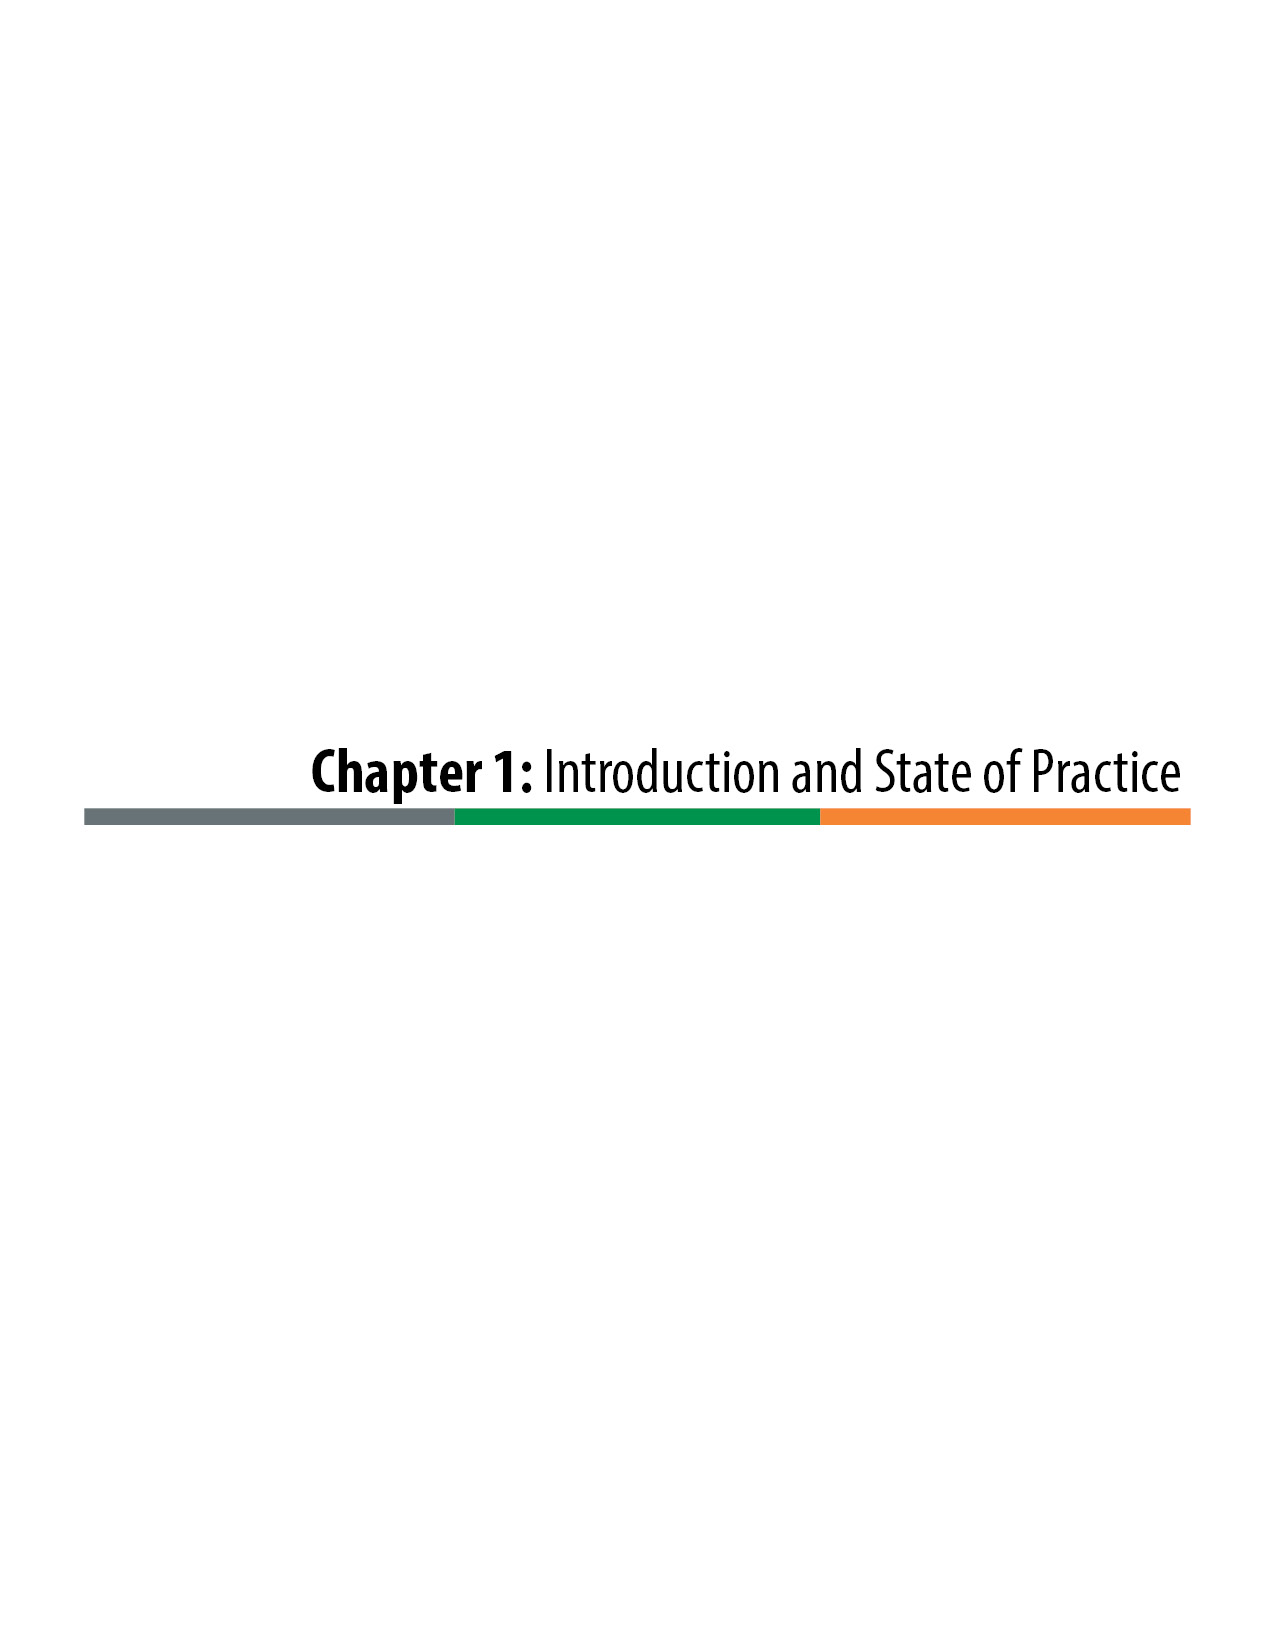 Chapter 1: Introduction and State of Practice